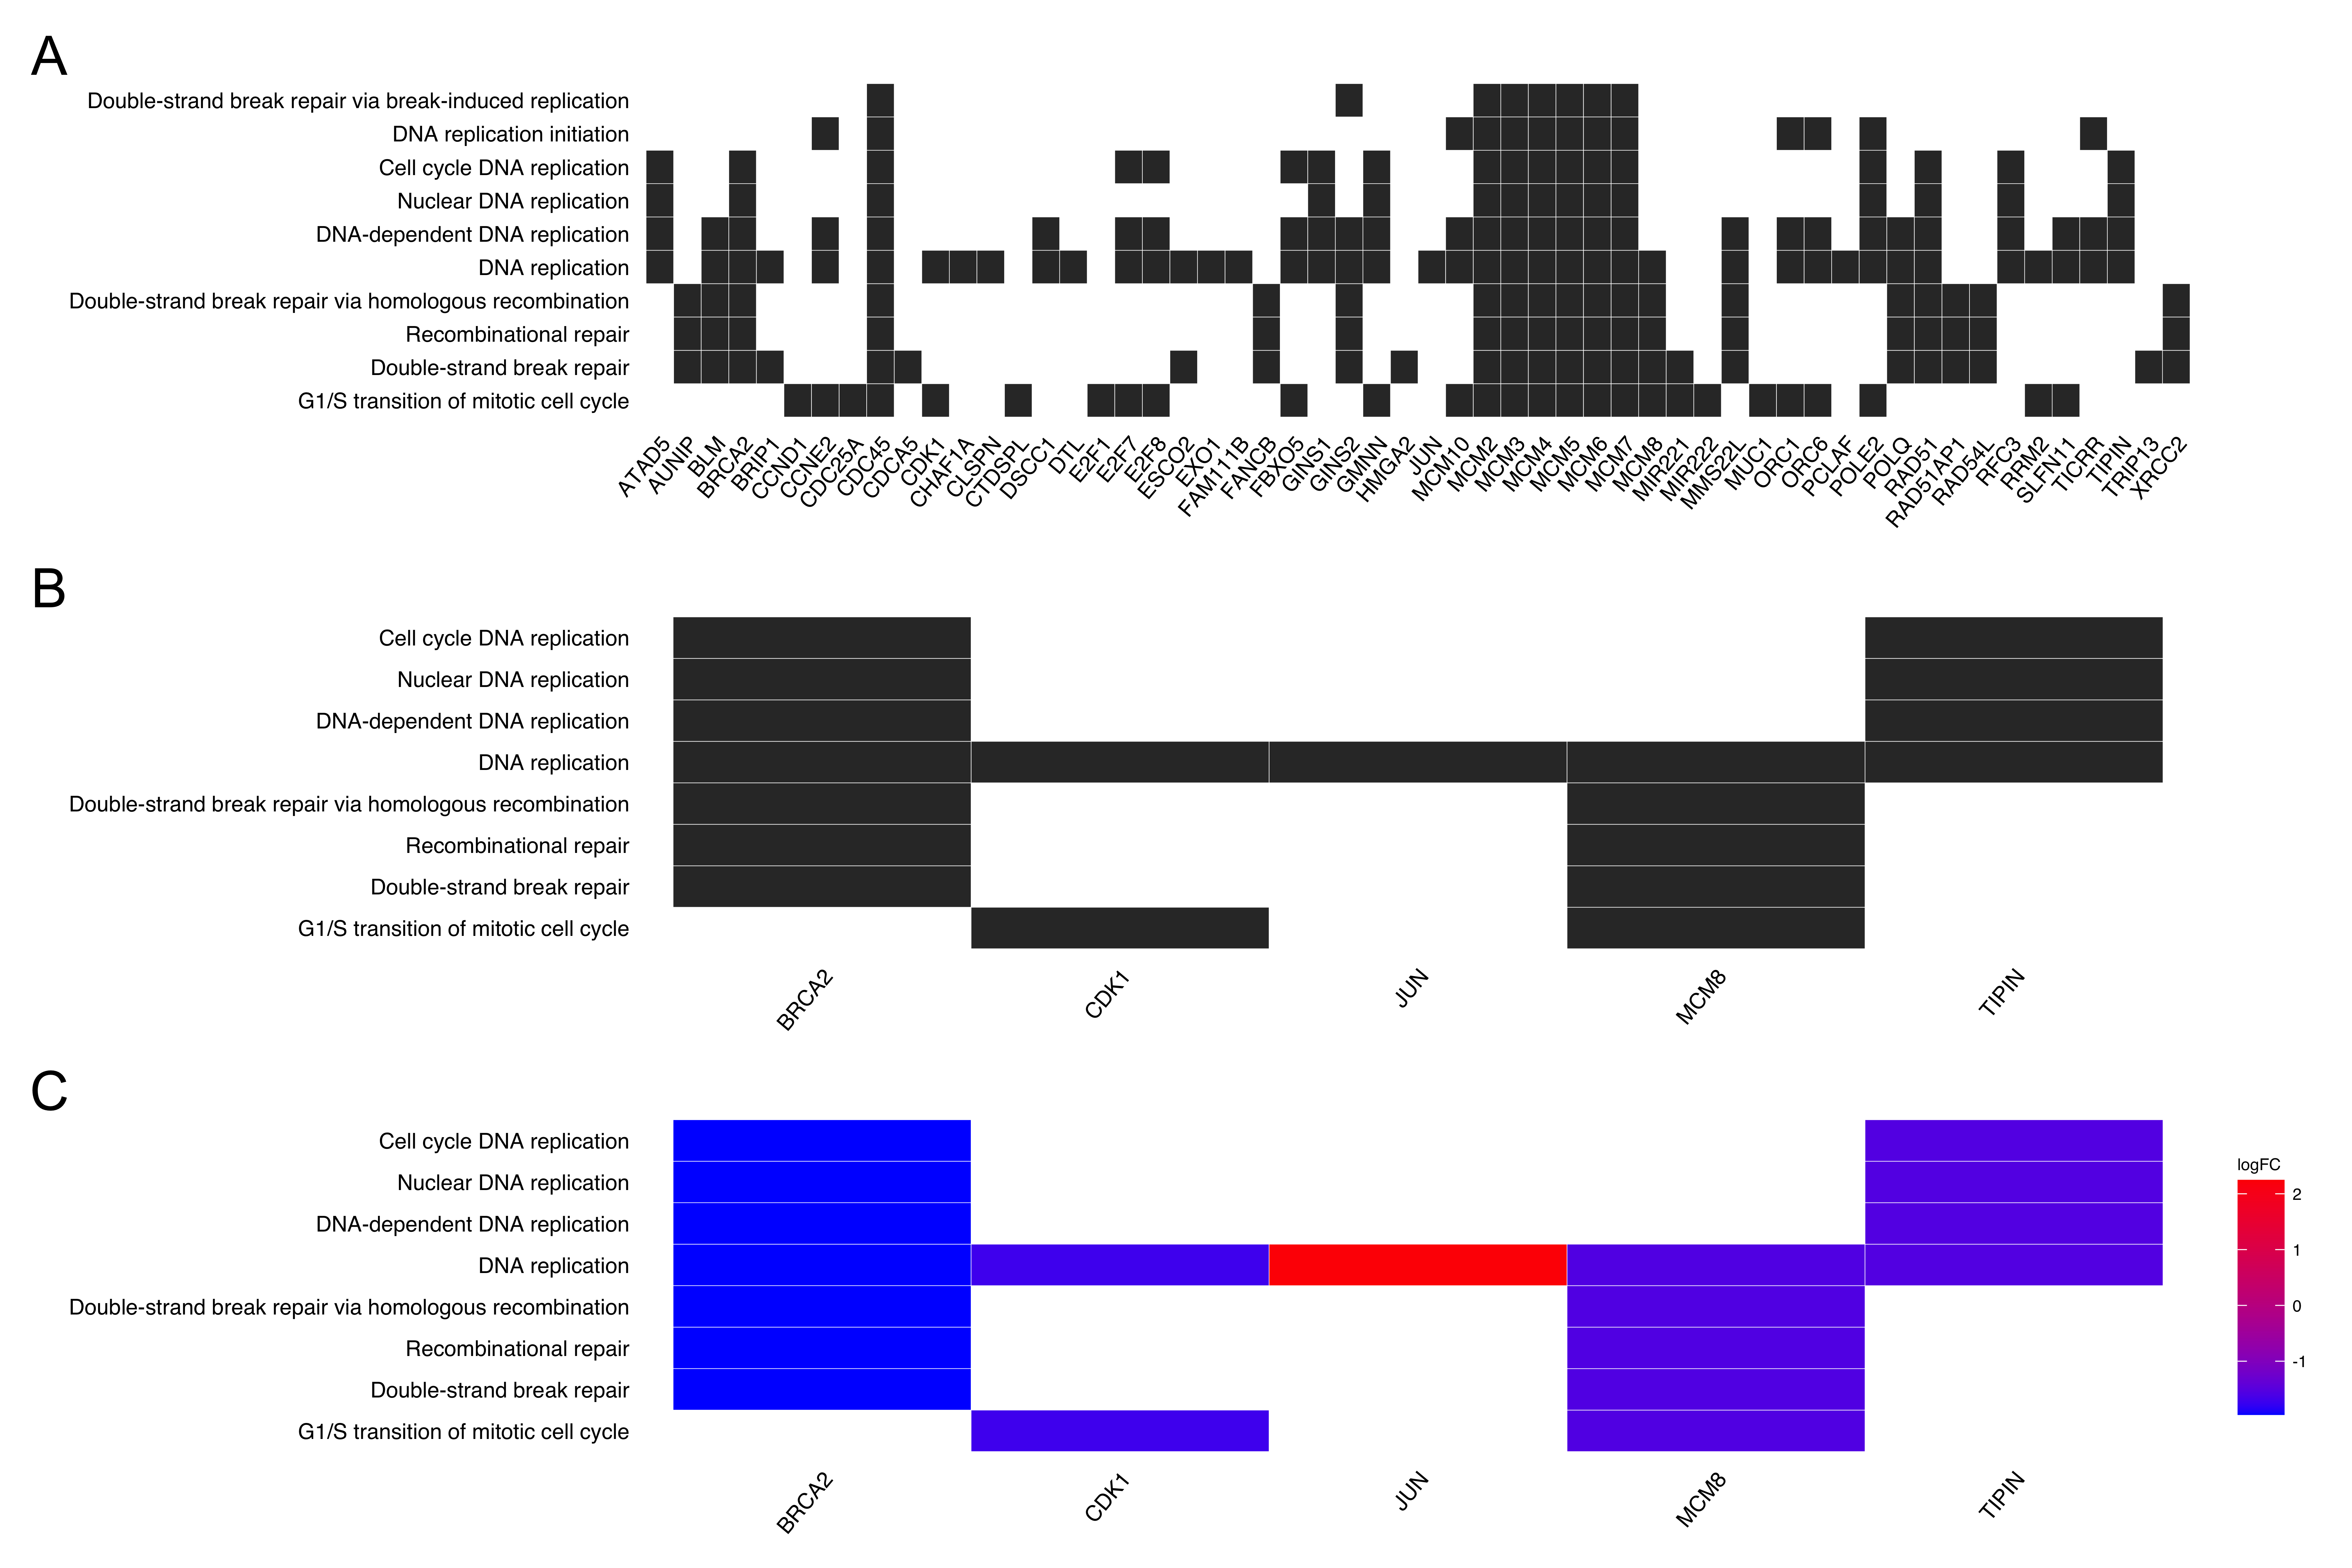 A
Double-strand break repair via break-induced replication
DNA replication initiation
Cell cycle DNA replication
Nuclear DNA replication
DNA-dependent DNA replication
DNA replication
Double-strand break repair via homologous recombination
Recombinational repair
Double-strand break repair
G1/S transition of mitotic cell cycle
ATAD5
AUNIP
BLM
BRCA2
BRIP1
CCND1
CCNE2
CDC25A
CDC45
CDCA5
CDK1
CHAF1A
CLSPN
CTDSPL
DSCC1
DTL
E2F1
E2F7
E2F8
ESCO2
EXO1
FAM111B
FANCB
FBXO5
GINS1
GINS2
GMNN
HMGA2
JUN
MCM10
MCM2
MCM3
MCM4
MCM5
MCM6
MCM7
MCM8
MIR221
MIR222
MMS22L
MUC1
ORC1
ORC6
PCLAF
POLE2
POLQ
RAD51
RAD51AP1
RAD54L
RFC3
RRM2
SLFN11
TICRR
TIPIN
TRIP13
XRCC2
B
Cell cycle DNA replication
Nuclear DNA replication
DNA-dependent DNA replication
DNA replication
Double-strand break repair via homologous recombination
Recombinational repair
Double-strand break repair
G1/S transition of mitotic cell cycle
BRCA2
CDK1
JUN
MCM8
TIPIN
C
Cell cycle DNA replication
Nuclear DNA replication
DNA-dependent DNA replication
DNA replication
Double-strand break repair via homologous recombination
Recombinational repair
Double-strand break repair
G1/S transition of mitotic cell cycle
BRCA2
CDK1
JUN
MCM8
TIPIN
logFC
2
1
0
-1